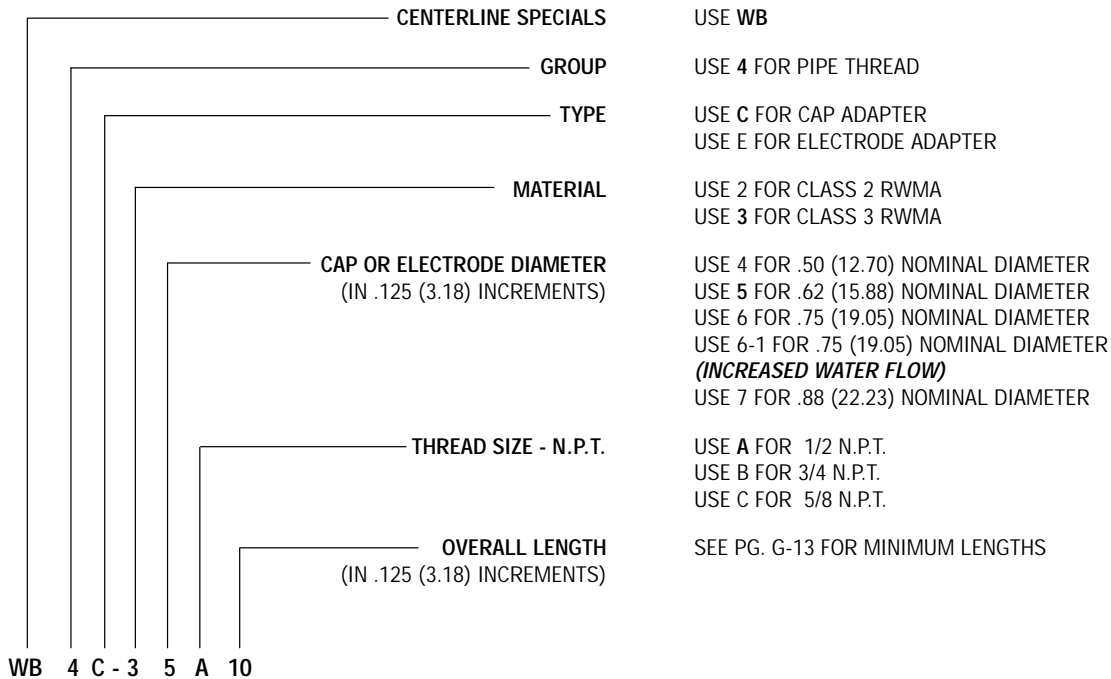 CENTERLINE SPECIALS USE WB
GROUP USE 4 FOR PIPE THREAD
TYPE USE C FOR CAP ADAPTER
USE E FOR ELECTRODE ADAPTER
MATERIAL USE 2 FOR CLASS 2 RWMA
USE 3 FOR CLASS 3 RWMA
CAP OR ELECTRODE DIAMETER USE 4 FOR .50 (12.70) NOMINAL DIAMETER
(IN .125 (3.18) INCREMENTS) USE 5 FOR .62 (15.88) NOMINAL DIAMETER
USE 6 FOR .75 (19.05) NOMINAL DIAMETER
USE 6-1 FOR .75 (19.05) NOMINAL DIAMETER
(INCREASED WATER FLOW)
USE 7 FOR .88 (22.23) NOMINAL DIAMETER
THREAD SIZE - N.P.T. USE A FOR 1/2 N.P.T.
USE B FOR 3/4 N.P.T.
USE C FOR 5/8 N.P.T.
OVERALL LENGTH SEE PG. G-13 FOR MINIMUM LENGTHS
(IN .125 (3.18) INCREMENTS)
WB 4 C - 3 5 A 10